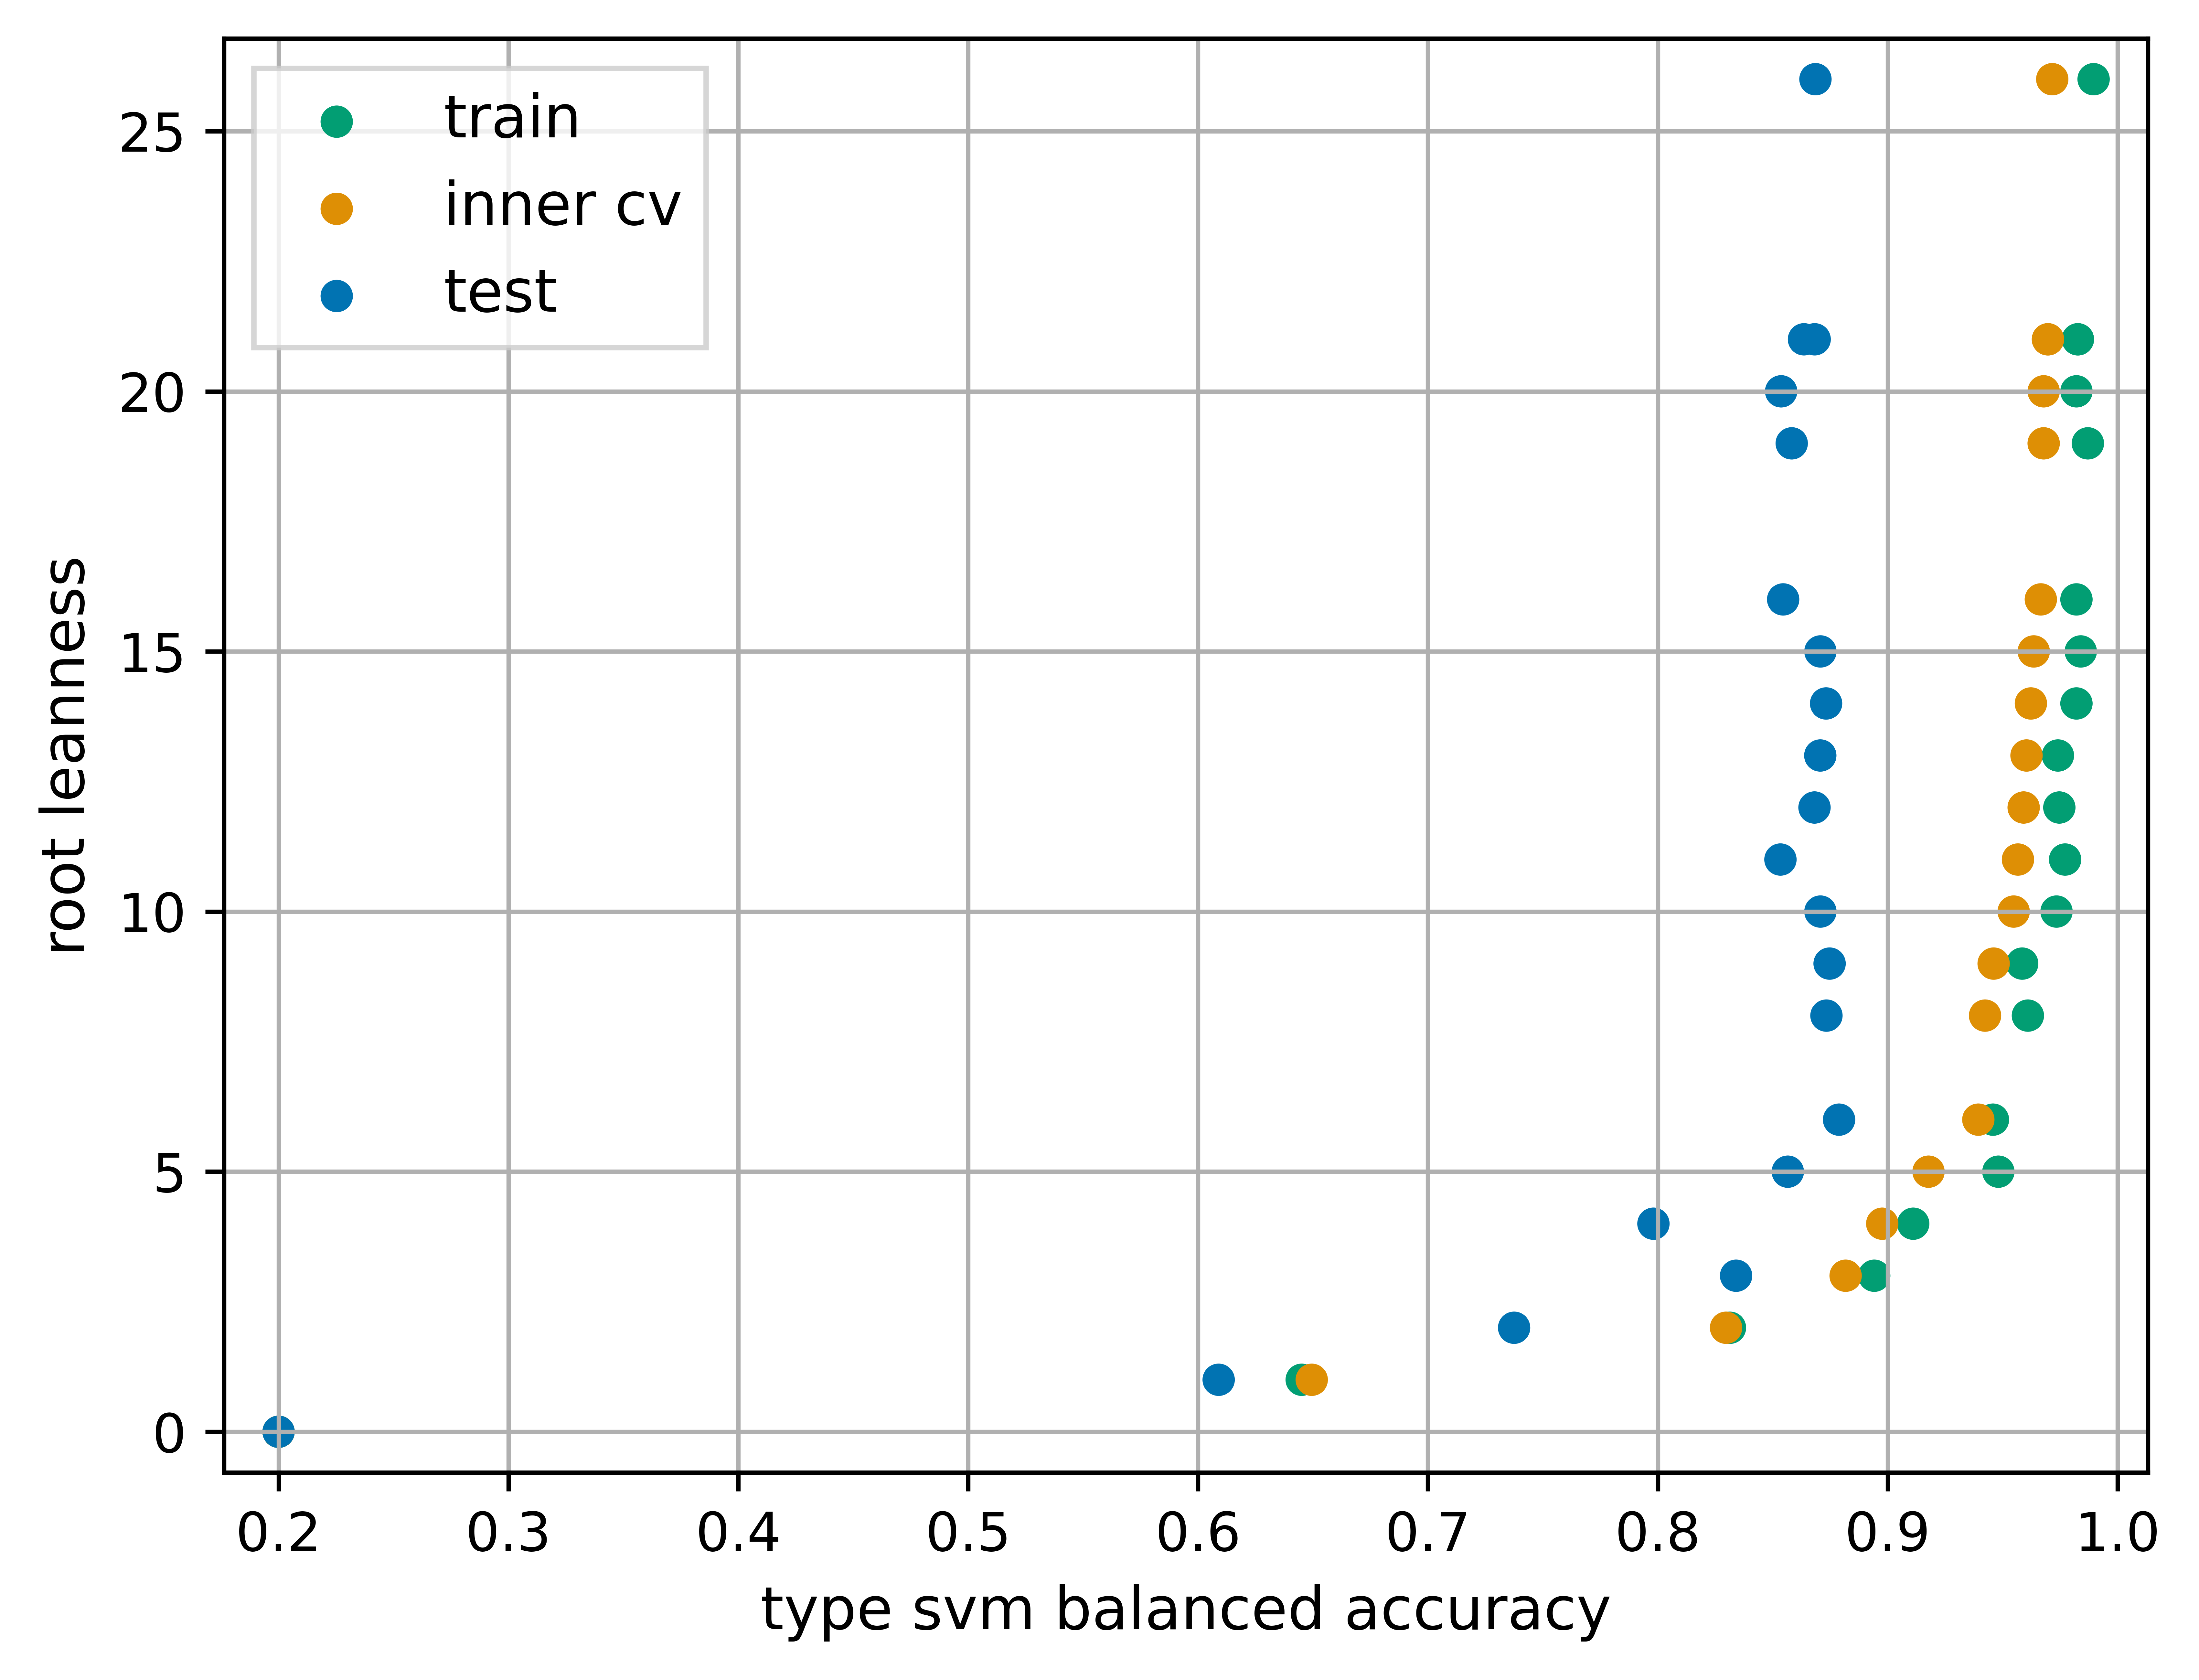 train
inner cv
test
25
20
15
10
5
0
root leanness
0.2 0.3 0.4 0.5 0.6 0.7 0.8 0.9 1.0
type svm balanced accuracy